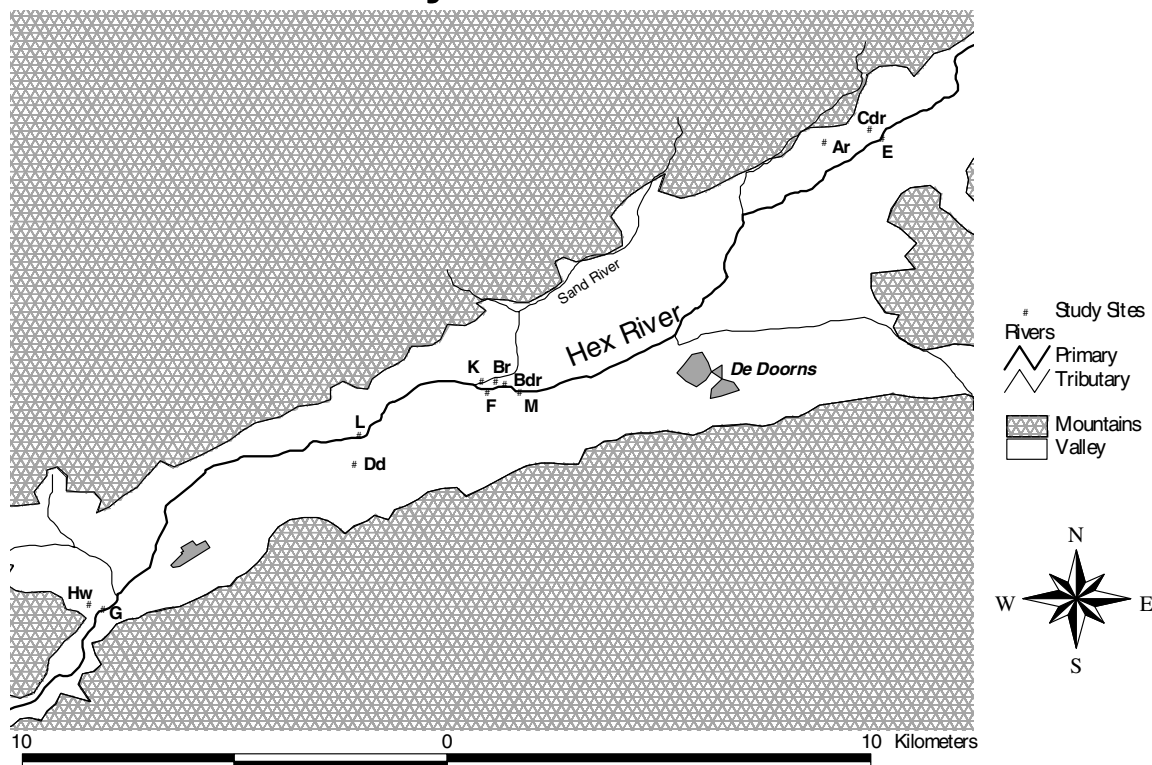 Cdr
Ar
E
Sand River
Hex River
K
Br
Bdr
F
M
De Doorns
L
Dd
Hw
G
# Study Sites
Rivers
Primary
Tributary
Mountains
Valley
N
W
E
S
10
0
10
Kilometers